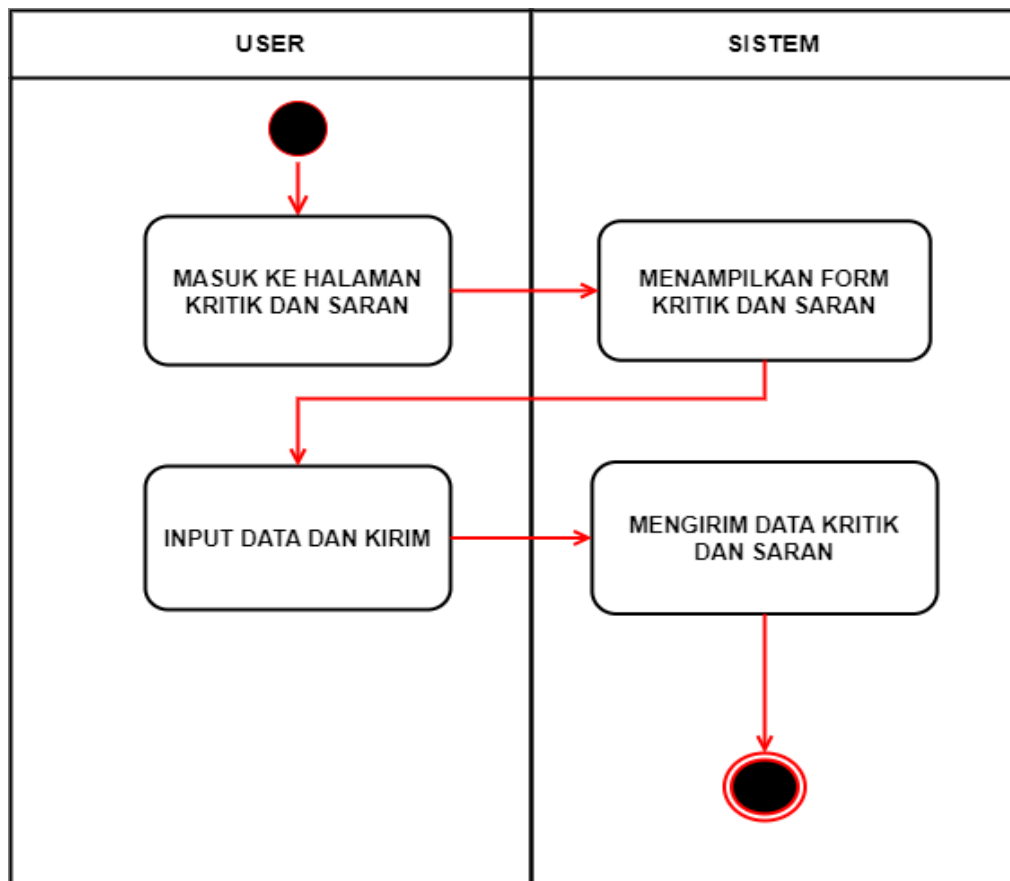 USER
SISTEM
MASUK KE HALAMAN
KRITIK DAN SARAN
MENAMPILKAN FORM
KRITIK DAN SARAN
INPUT DATA DAN KIRIM
MENGIRIM DATA KRITIK
DAN SARAN